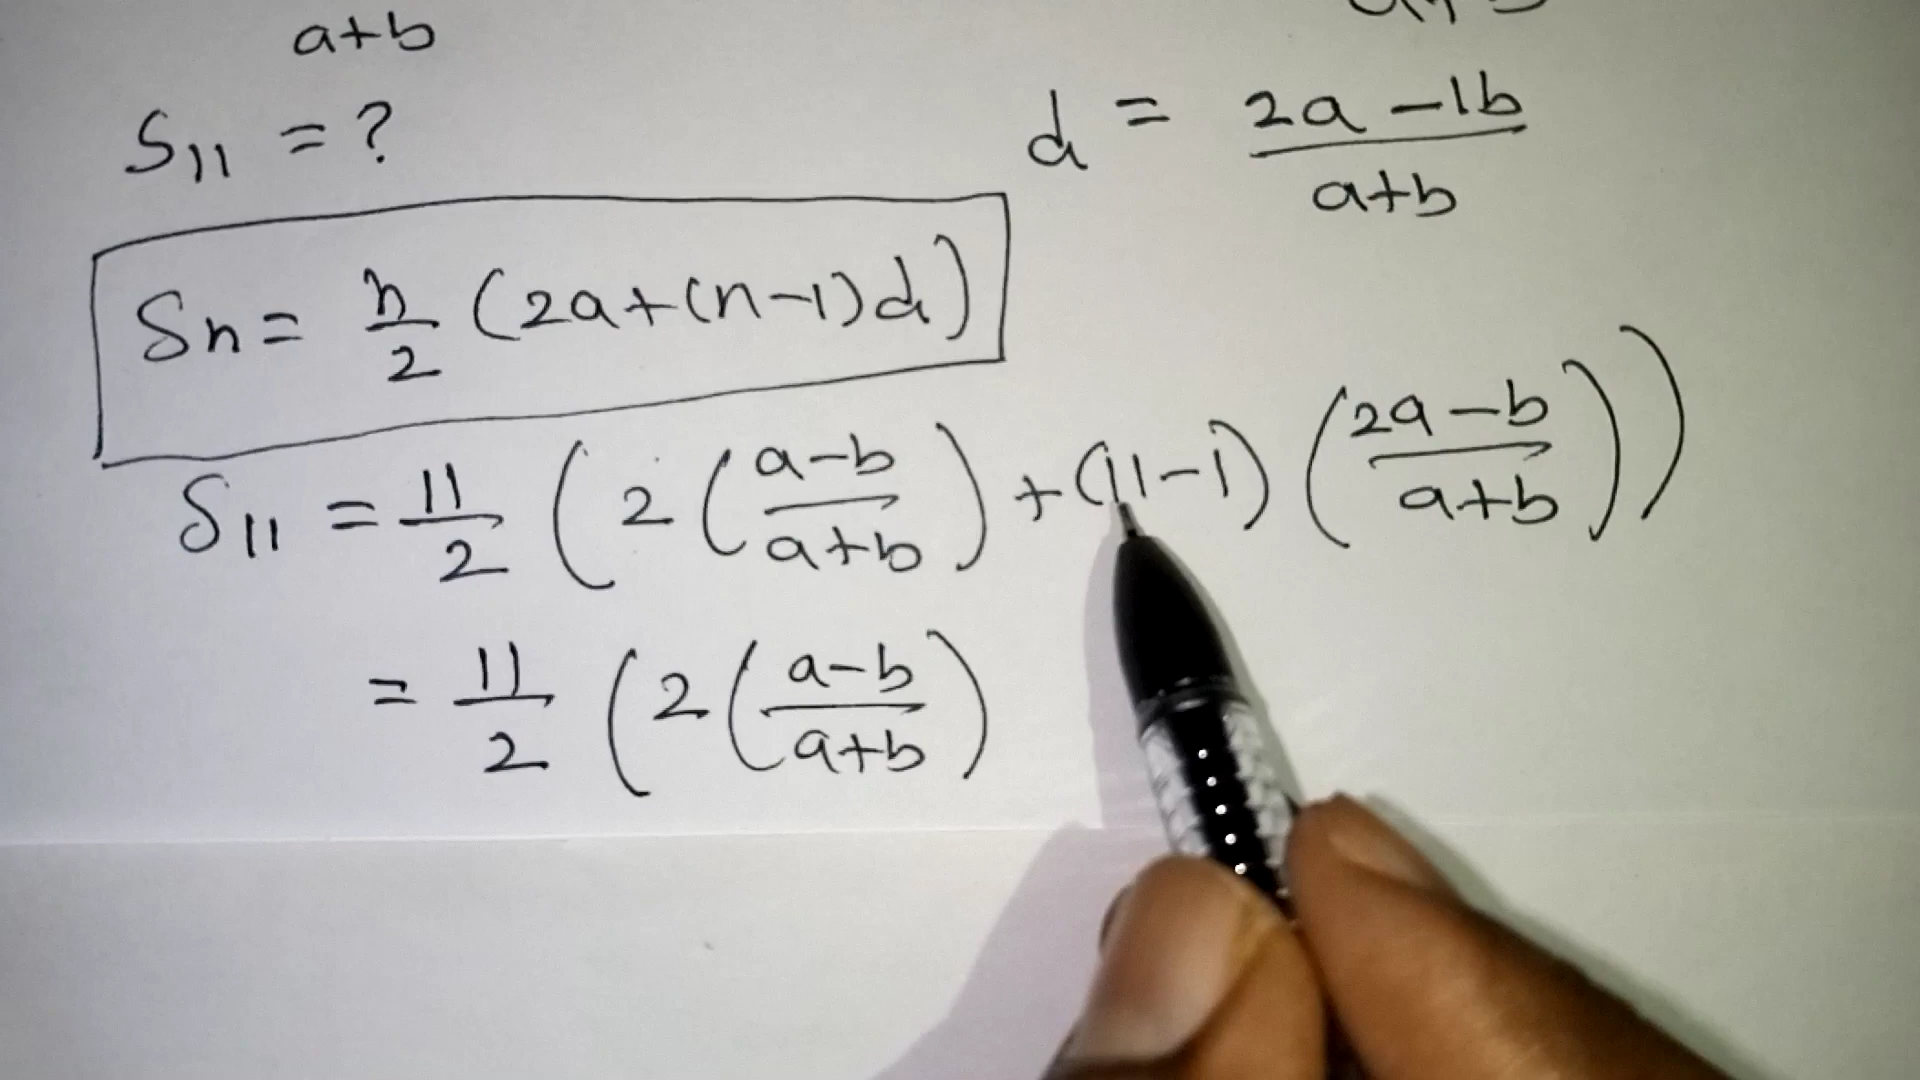 a+b
S11 = ?
d = 2a-1b/a+b
Sn = n/2 (2a+(n-1)d)
S11 = 11/2 (2(a-b/a+b)+(11-1)(2a-b/a+b))
= 11/2 (2(a-b/a+b)